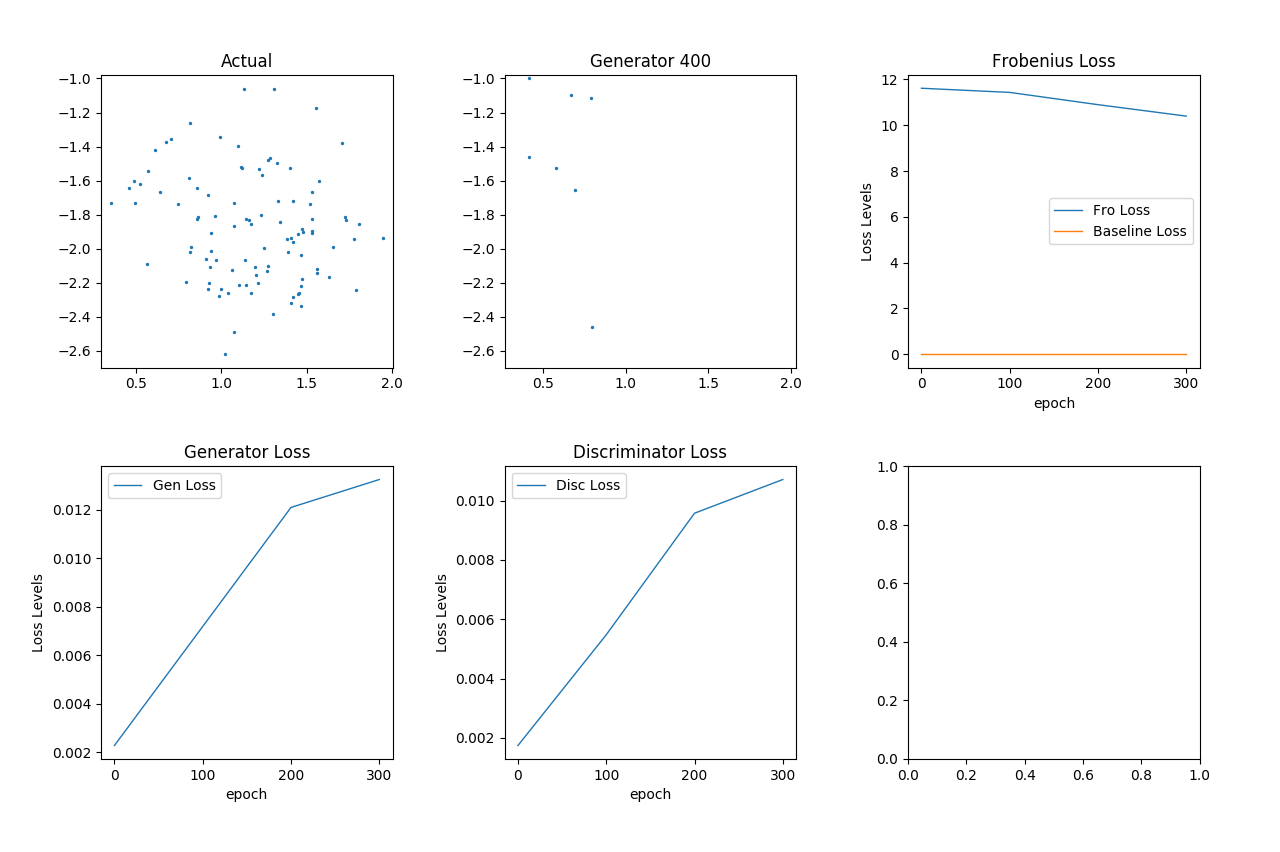 Actual
−1.0
−1.2
−1.4
−1.6
−1.8
−2.0
−2.2
−2.4
−2.6
0.5 1.0 1.5 2.0
Generator 400
−1.0
−1.2
−1.4
−1.6
−1.8
−2.0
−2.2
−2.4
−2.6
0.5 1.0 1.5 2.0
Frobenius Loss
Loss Levels
12
10
8
6
4
2
0
Fro Loss
Baseline Loss
0 100 200 300
epoch
Generator Loss
Loss Levels
Gen Loss
0.012
0.010
0.008
0.006
0.004
0.002
0 100 200 300
epoch
Discriminator Loss
Loss Levels
Disc Loss
0.010
0.008
0.006
0.004
0.002
0 100 200 300
epoch
1.0
0.8
0.6
0.4
0.2
0.0
0.0 0.2 0.4 0.6 0.8 1.0